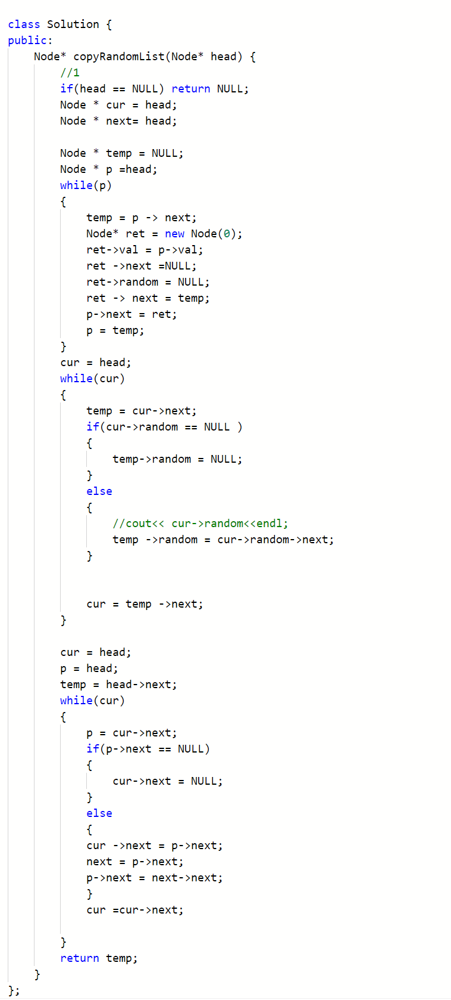 class Solution {
public:
    Node* copyRandomList(Node* head) {
        //1
        if(head == NULL) return NULL;
        Node * cur = head;
        Node * next= head;

        Node * temp = NULL;
        Node * p =head;
        while(p)
        {
            temp = p -> next;
            Node* ret = new Node(0);
            ret->val = p->val;
            ret ->next =NULL;
            ret->random = NULL;
            ret -> next = temp;
            p->next = ret;
            p = temp;
        }
        cur = head;
        while(cur)
        {
            temp = cur->next;
            if(cur->random == NULL )
            {
                temp->random = NULL;
            }
            else
            {
                //cout<< cur->random<<endl;
                temp ->random = cur->random->next;
            }


            cur = temp ->next;
        }

        cur = head;
        p = head;
        temp = head->next;
        while(cur)
        {
            p = cur->next;
            if(p->next == NULL)
            {
                cur->next = NULL;
            }
            else
            {
            cur ->next = p->next;
            next = p->next;
            p->next = next->next;
            }
            cur =cur->next;

        }
        return temp;
    }
};